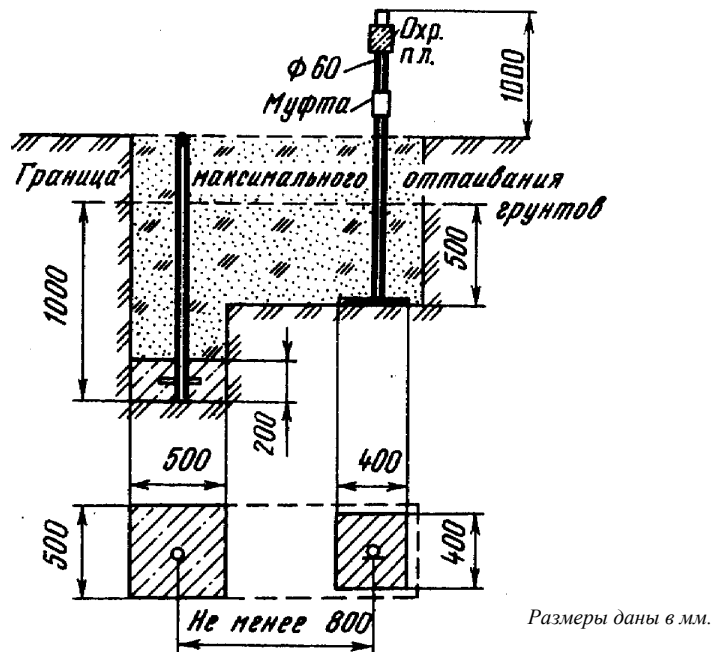 Охр.
пл.
Ф 60
Муфта
1000
Граница максимального оттаивания
грунтов
1000
500
200
500
400
500
400
Не менее 800
Размеры даны в мм.